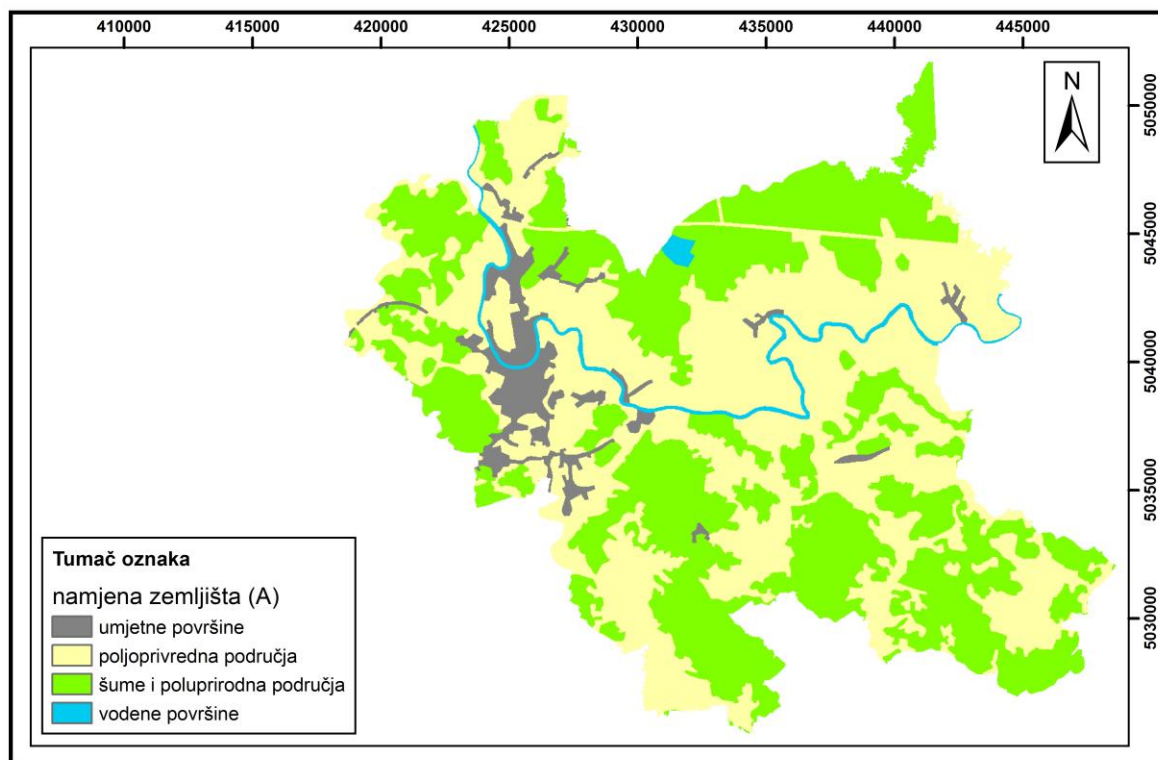 410000 415000 420000 425000 430000 435000 440000 445000
N
5050000
5045000
5040000
5035000
5030000
Tumač oznaka
namjena zemljišta (A)
umjetne površine
poljoprivredna područja
šume i poluprirodna područja
vodene površine